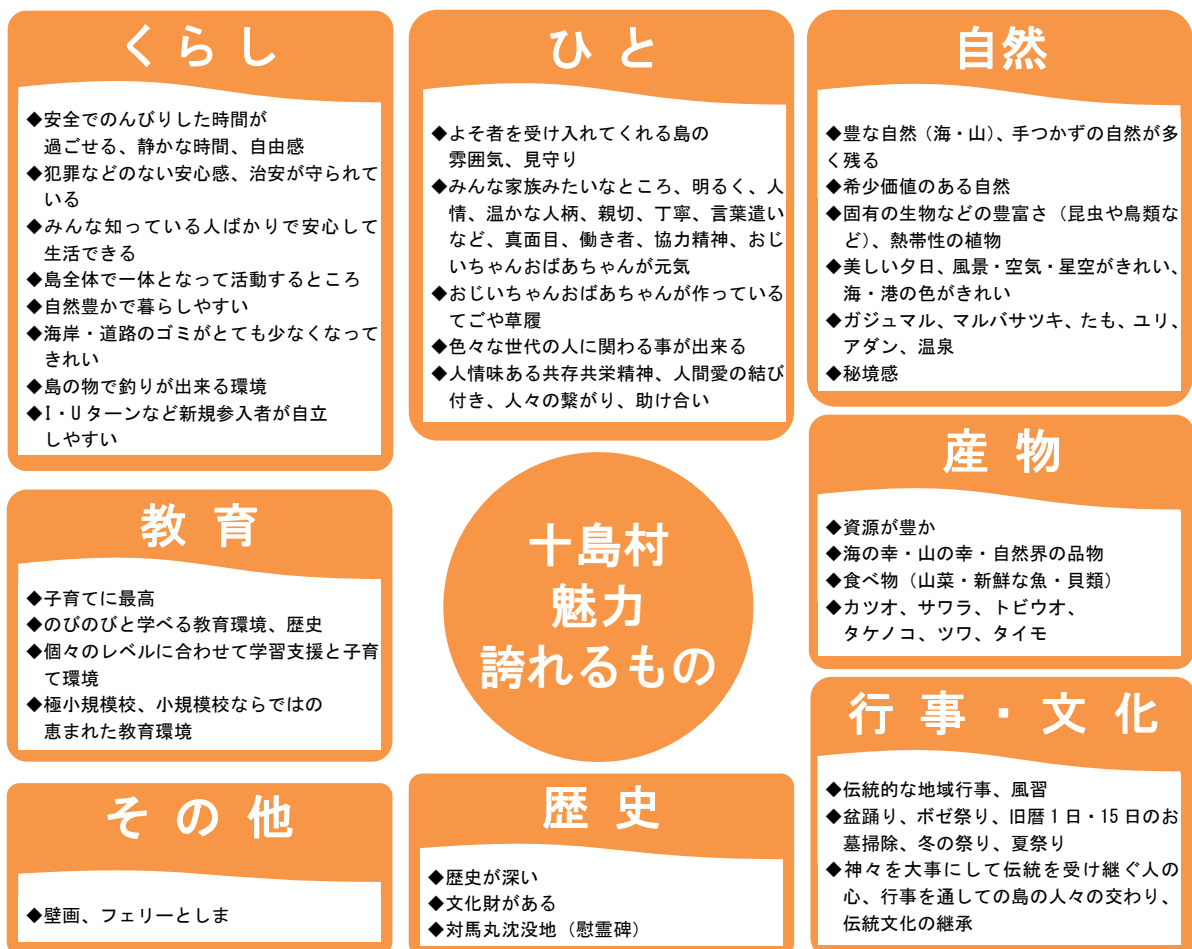 くらし
◆安全でのんびりした時間が
過ごせる、静かな時間、自由感
◆犯罪などのない安心感、治安が守られて
いる
◆みんな知っている人ばかりで安心して
生活できる
◆島全体で一体となって活動するところ
◆自然豊かで暮らしやすい
◆海岸・道路のゴミがとても少なくなって
きれい
◆島の物で釣りが出来る環境
◆I・Uターンなど新規参入者が自立
しやすい
ひと
◆よそ者を受け入れてくれる島の
雰囲気、見守り
◆みんな家族みたいなところ、明るく、人
情、温かな人柄、親切、丁寧、言葉遣い
など、真面目、働き者、協力精神、おじ
いちゃんおばあちゃんが元気
◆おじいちゃんおばあちゃんが作っている
てごや草履
◆色々な世代の人に関わる事が出来る
◆人情味ある共存共栄精神、人間愛の結び
付き、人々の繋がり、助け合い
自然
◆豊な自然（海・山）、手つかずの自然が多
く残る
◆希少価値のある自然
◆固有の生物などの豊富さ（昆虫や鳥類な
ど）、熱帯性の植物
◆美しい夕日、風景・空気・星空がきれい、
海・港の色がきれい
◆ガジュマル、マルバサツキ、たも、ユリ、
アダン、温泉
◆秘境感
教育
◆子育てに最高
◆のびのびと学べる教育環境、歴史
◆個々のレベルに合わせて学習支援と子育
て環境
◆極小規模校、小規模校ならではの
恵まれた教育環境
十島村
魅力
誇れるもの
産物
◆資源が豊か
◆海の幸・山の幸・自然界の品物
◆食べ物（山菜・新鮮な魚・貝類）
◆カツオ、サワラ、トビウオ、
タケノコ、ツワ、タイモ
その他
◆壁画、フェリーとしま
歴史
◆歴史が深い
◆文化財がある
◆対馬丸沈没地（慰霊碑）
行事・文化
◆伝統的な地域行事、風習
◆盆踊り、ボゼ祭り、旧暦1日・15日のお
墓掃除、冬の祭り、夏祭り
◆神々を大事にして伝統を受け継ぐ人の
心、行事を通しての島の人々の交わり、
伝統文化の継承